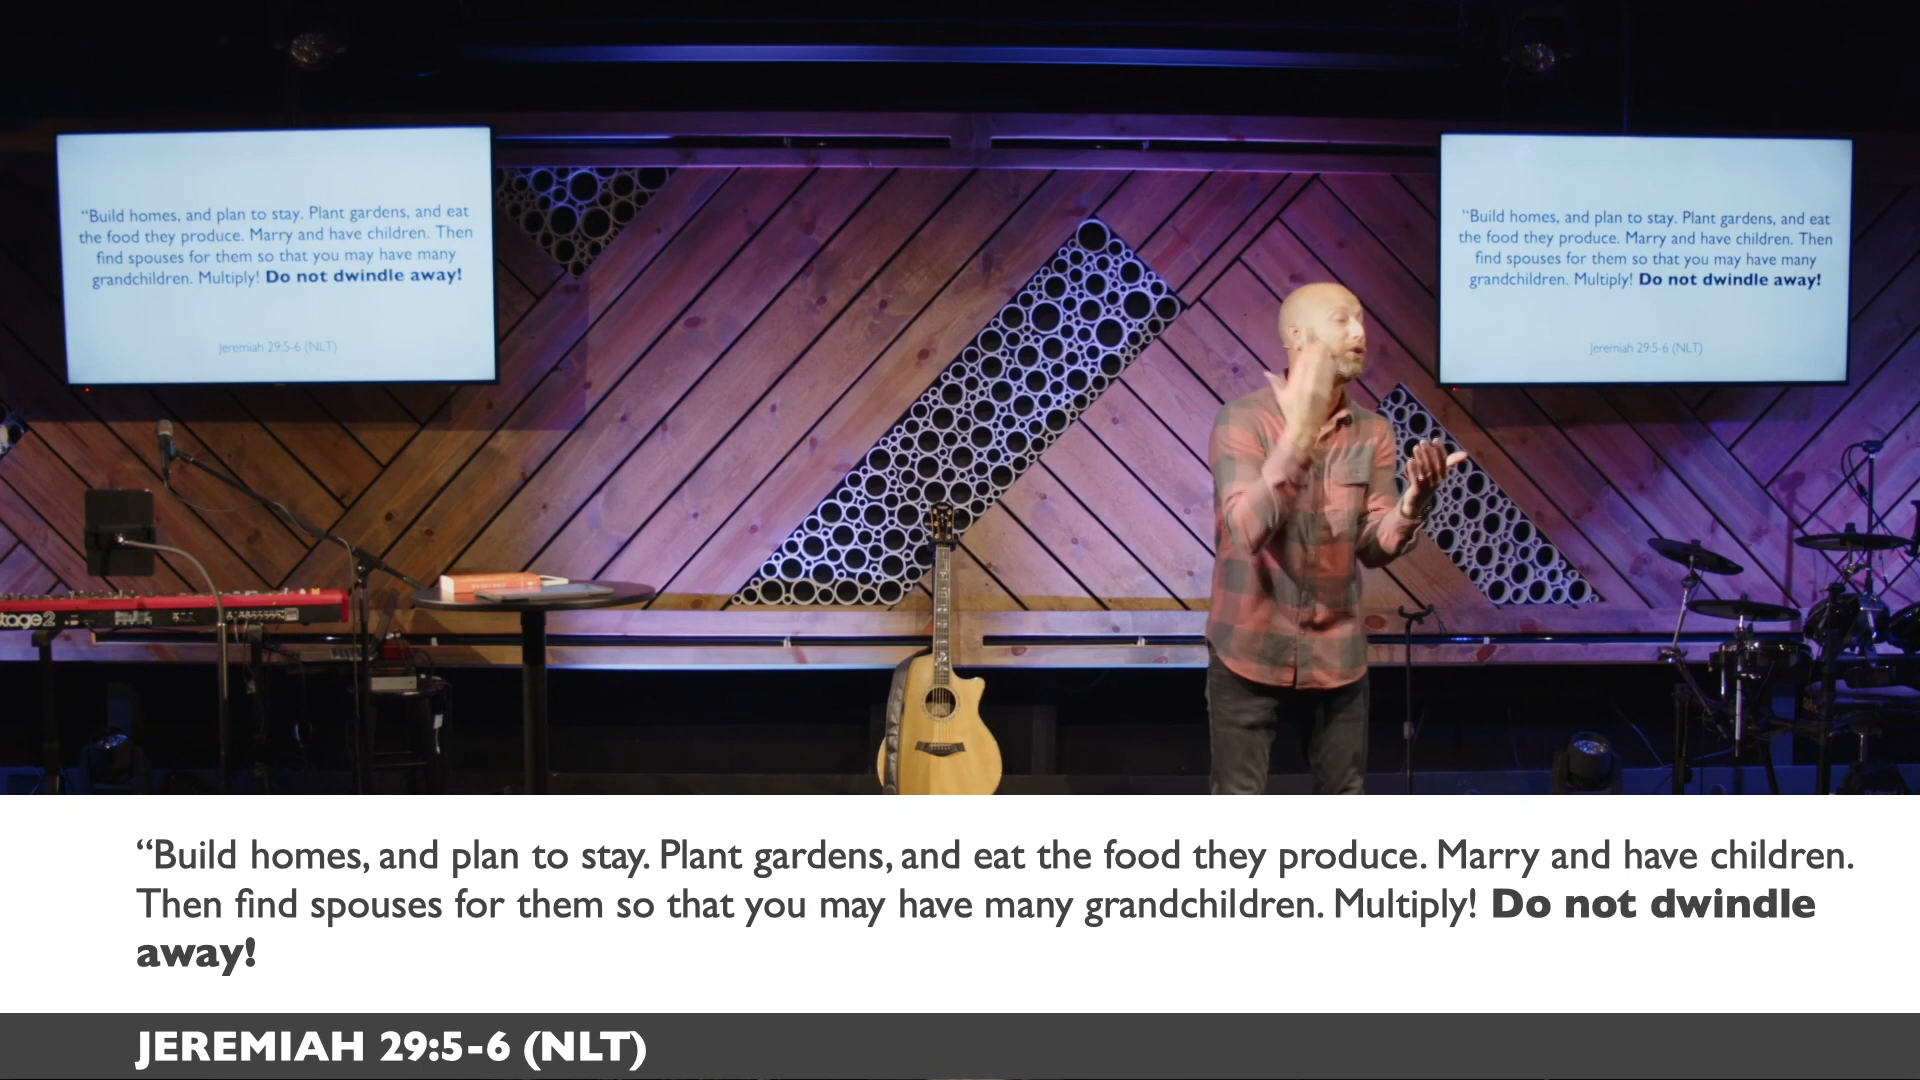 “Build homes, and plan to stay. Plant gardens, and eat
the food they produce. Marry and have children. Then
find spouses for them so that you may have many
grandchildren. Multiply! Do not dwindle away!
Jeremiah 29:5-6 (NLT)
“Build homes, and plan to stay. Plant gardens, and eat
the food they produce. Marry and have children. Then
find spouses for them so that you may have many
grandchildren. Multiply! Do not dwindle away!
Jeremiah 29:5-6 (NLT)
tage2
“Build homes, and plan to stay. Plant gardens, and eat the food they produce. Marry and have children.
Then find spouses for them so that you may have many grandchildren. Multiply! Do not dwindle
away!
JEREMIAH 29:5-6 (NLT)